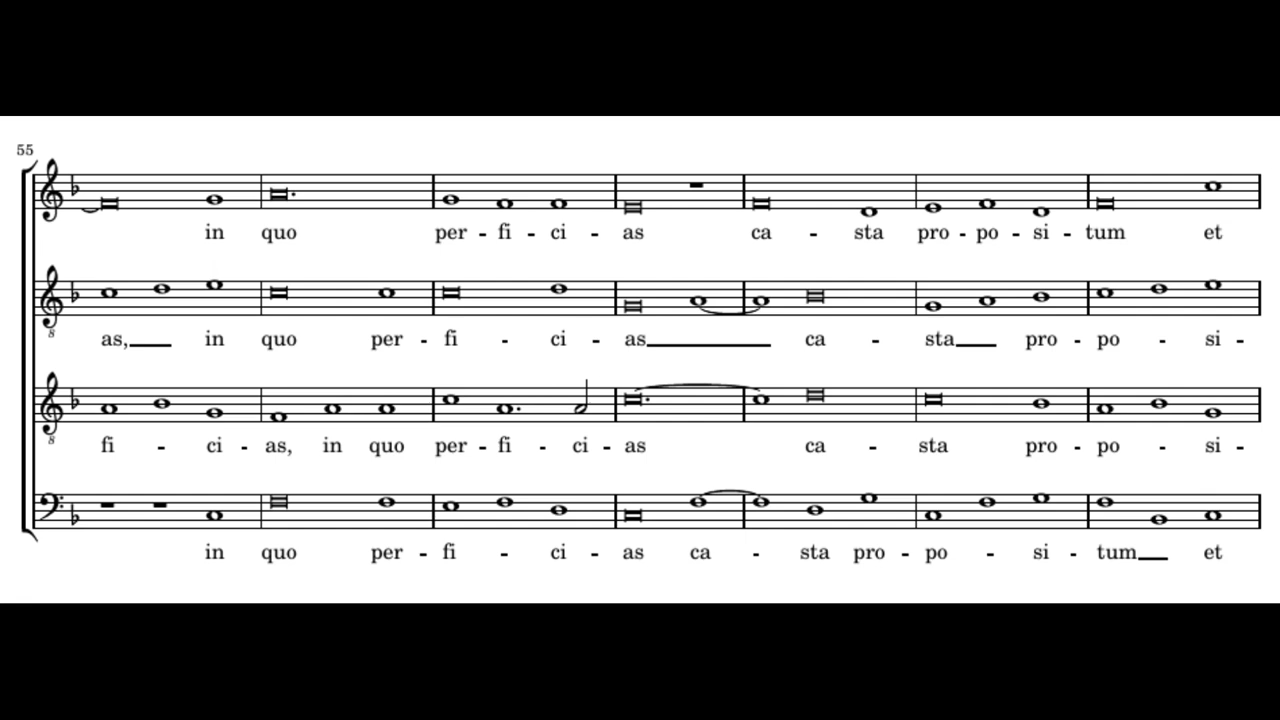 55
in quo per - fi - ci - as ca - sta pro - po - si - tum et
8
as, in quo per - fi - ci - as ca - sta pro - po - si -
8
fi - ci - as, in quo per - fi - ci - as ca - sta pro - po - si -
in quo per - fi - ci - as ca - sta pro - po - si - tum et